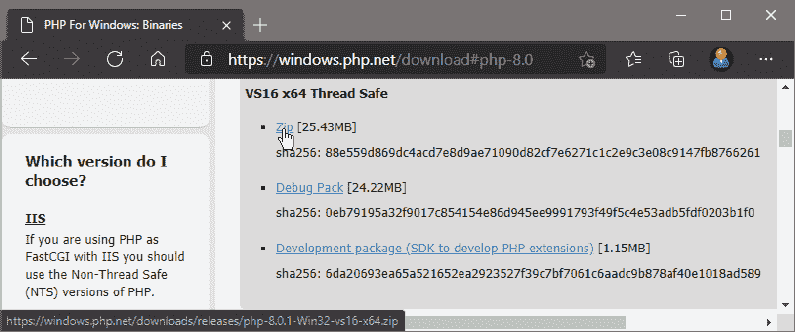 PHP For Windows: Binaries
https://windows.php.net/download#php-8.0
VS16 x64 Thread Safe
Zip [25.43MB]
sha256: 88e559d869dc4acd7e8d9ae71090d82cf7e6271c1c2e9c3e08c9147fb8766261
Debug Pack [24.22MB]
sha256: 0eb79195a32f9017c854154e86d945ee9991793f49f5c4e53adb5fdf0203b1f0
Development package (SDK to develop PHP extensions) [1.15MB]
sha256: 6da20693ea65a521652ea2923527f39c7bf7061c6aadc9b878af40e1018ad589
Which version do I
choose?
IIS
If you are using PHP as
FastCGI with IIS you should
use the Non-Thread Safe
(NTS) versions of PHP.
https://windows.php.net/downloads/releases/php-8.0.1-Win32-vs16-x64.zip